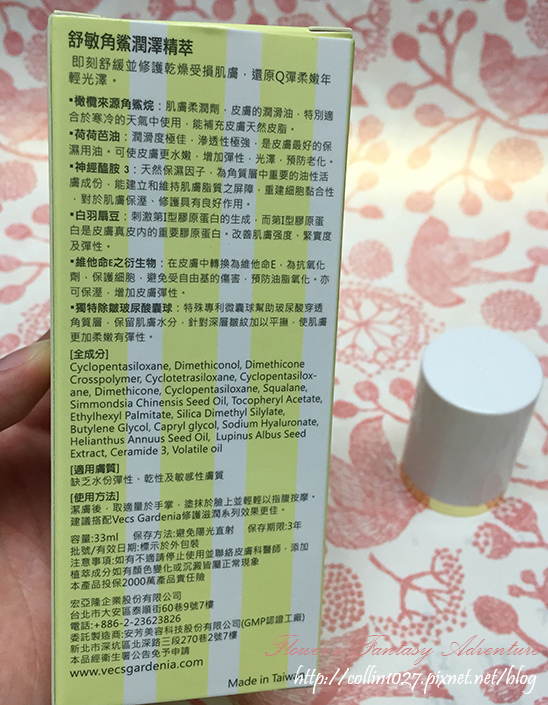 舒敏角鯊潤澤精萃
即刻舒緩並修護乾燥受損肌膚，還原Q彈柔嫩年
輕光澤。
▪橄欖來源角鯊烷：肌膚柔潤劑，皮膚的潤滑油，特別適
合於寒冷的天氣中使用，能補充皮膚天然皮脂。
▪荷荷芭油：潤滑度極佳，滲透性極強，是皮膚最好的保
濕用油。可使皮膚更水嫩，增加彈性，光澤，預防老化。
▪神經醯胺 3：天然保濕因子，為角質層中重要的油性活
膚成份，能建立和維持肌膚脂質之屏障，重建細胞黏合性
，對於肌膚保溼、修護具有良好作用。
▪白羽扇豆：刺激第I型膠原蛋白的生成，而第I型膠原蛋
白是皮膚真皮內的重要膠原蛋白。改善肌膚强度、緊實度
及彈性。
▪維他命E之衍生物：在皮膚中轉換為維他命E，為抗氧化
劑，保護細胞，避免受自由基的傷害，預防油脂氧化。亦
可保溼，增加皮膚彈性。
▪獨特除皺玻尿酸囊球：特殊專利微囊球幫助玻尿酸穿透
角質層，保留肌膚水分，針對深層皺紋加以平撫，使肌膚
更加柔嫩有彈性。
[全成分]
Cyclopentasiloxane, Dimethiconol, Dimethicone
Crosspolymer, Cyclotetrasiloxane, Cyclopentasilox-
ane, Dimethicone, Cyclopentasiloxane, Squalane,
Simmondsia Chinensis Seed Oil, Tocopheryl Acetate,
Ethylhexyl Palmitate, Silica Dimethyl Silylate,
Butylene Glycol, Capryl glycol, Sodium Hyaluronate,
Helianthus Annuus Seed Oil, Lupinus Albus Seed
Extract, Ceramide 3, Volatile oil
[適用膚質]
缺乏水份彈性、乾性及敏感性膚質
[使用方法]
潔膚後，取適量於手掌，塗抹於臉上並輕輕以指腹按摩。
建議搭配Vecs Gardenia修護滋潤系列效果更佳。
容量:33ml 保存方法:避免陽光直射 保存期限:3年
批號/有效日期:標示於外包裝
注意事項:如有不適請停止使用並聯絡皮膚科醫師，添加
植萃成分如有顏色變化或沉澱皆屬正常現象
本產品投保2000萬產品責任險
宏亞隆企業股份有限公司
台北市大安區泰順街60巷9號7樓
電話:+886-2-23623826
委託製造商:安芳美容科技股份有限公司(GMP認證工廠)
新北市深坑區北深路三段270巷2號7樓
本品經衛生署公告免予申請
www.vecsgardenia.com
Made in Taiwan
Flower's Fantasy Adventure
http://collin1027.pixnet.net/blog